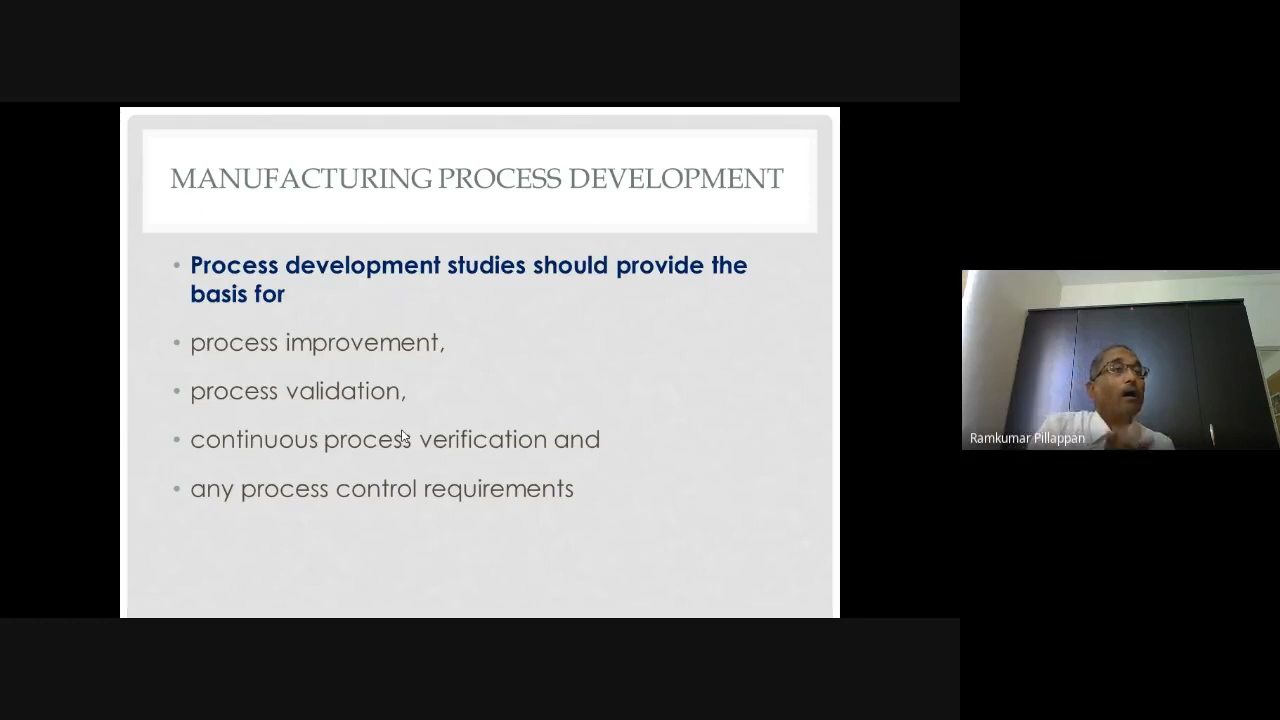 MANUFACTURING PROCESS DEVELOPMENT
• Process development studies should provide the
basis for
• process improvement,
• process validation,
• continuous process verification and
• any process control requirements
Ramkumar Pillappan